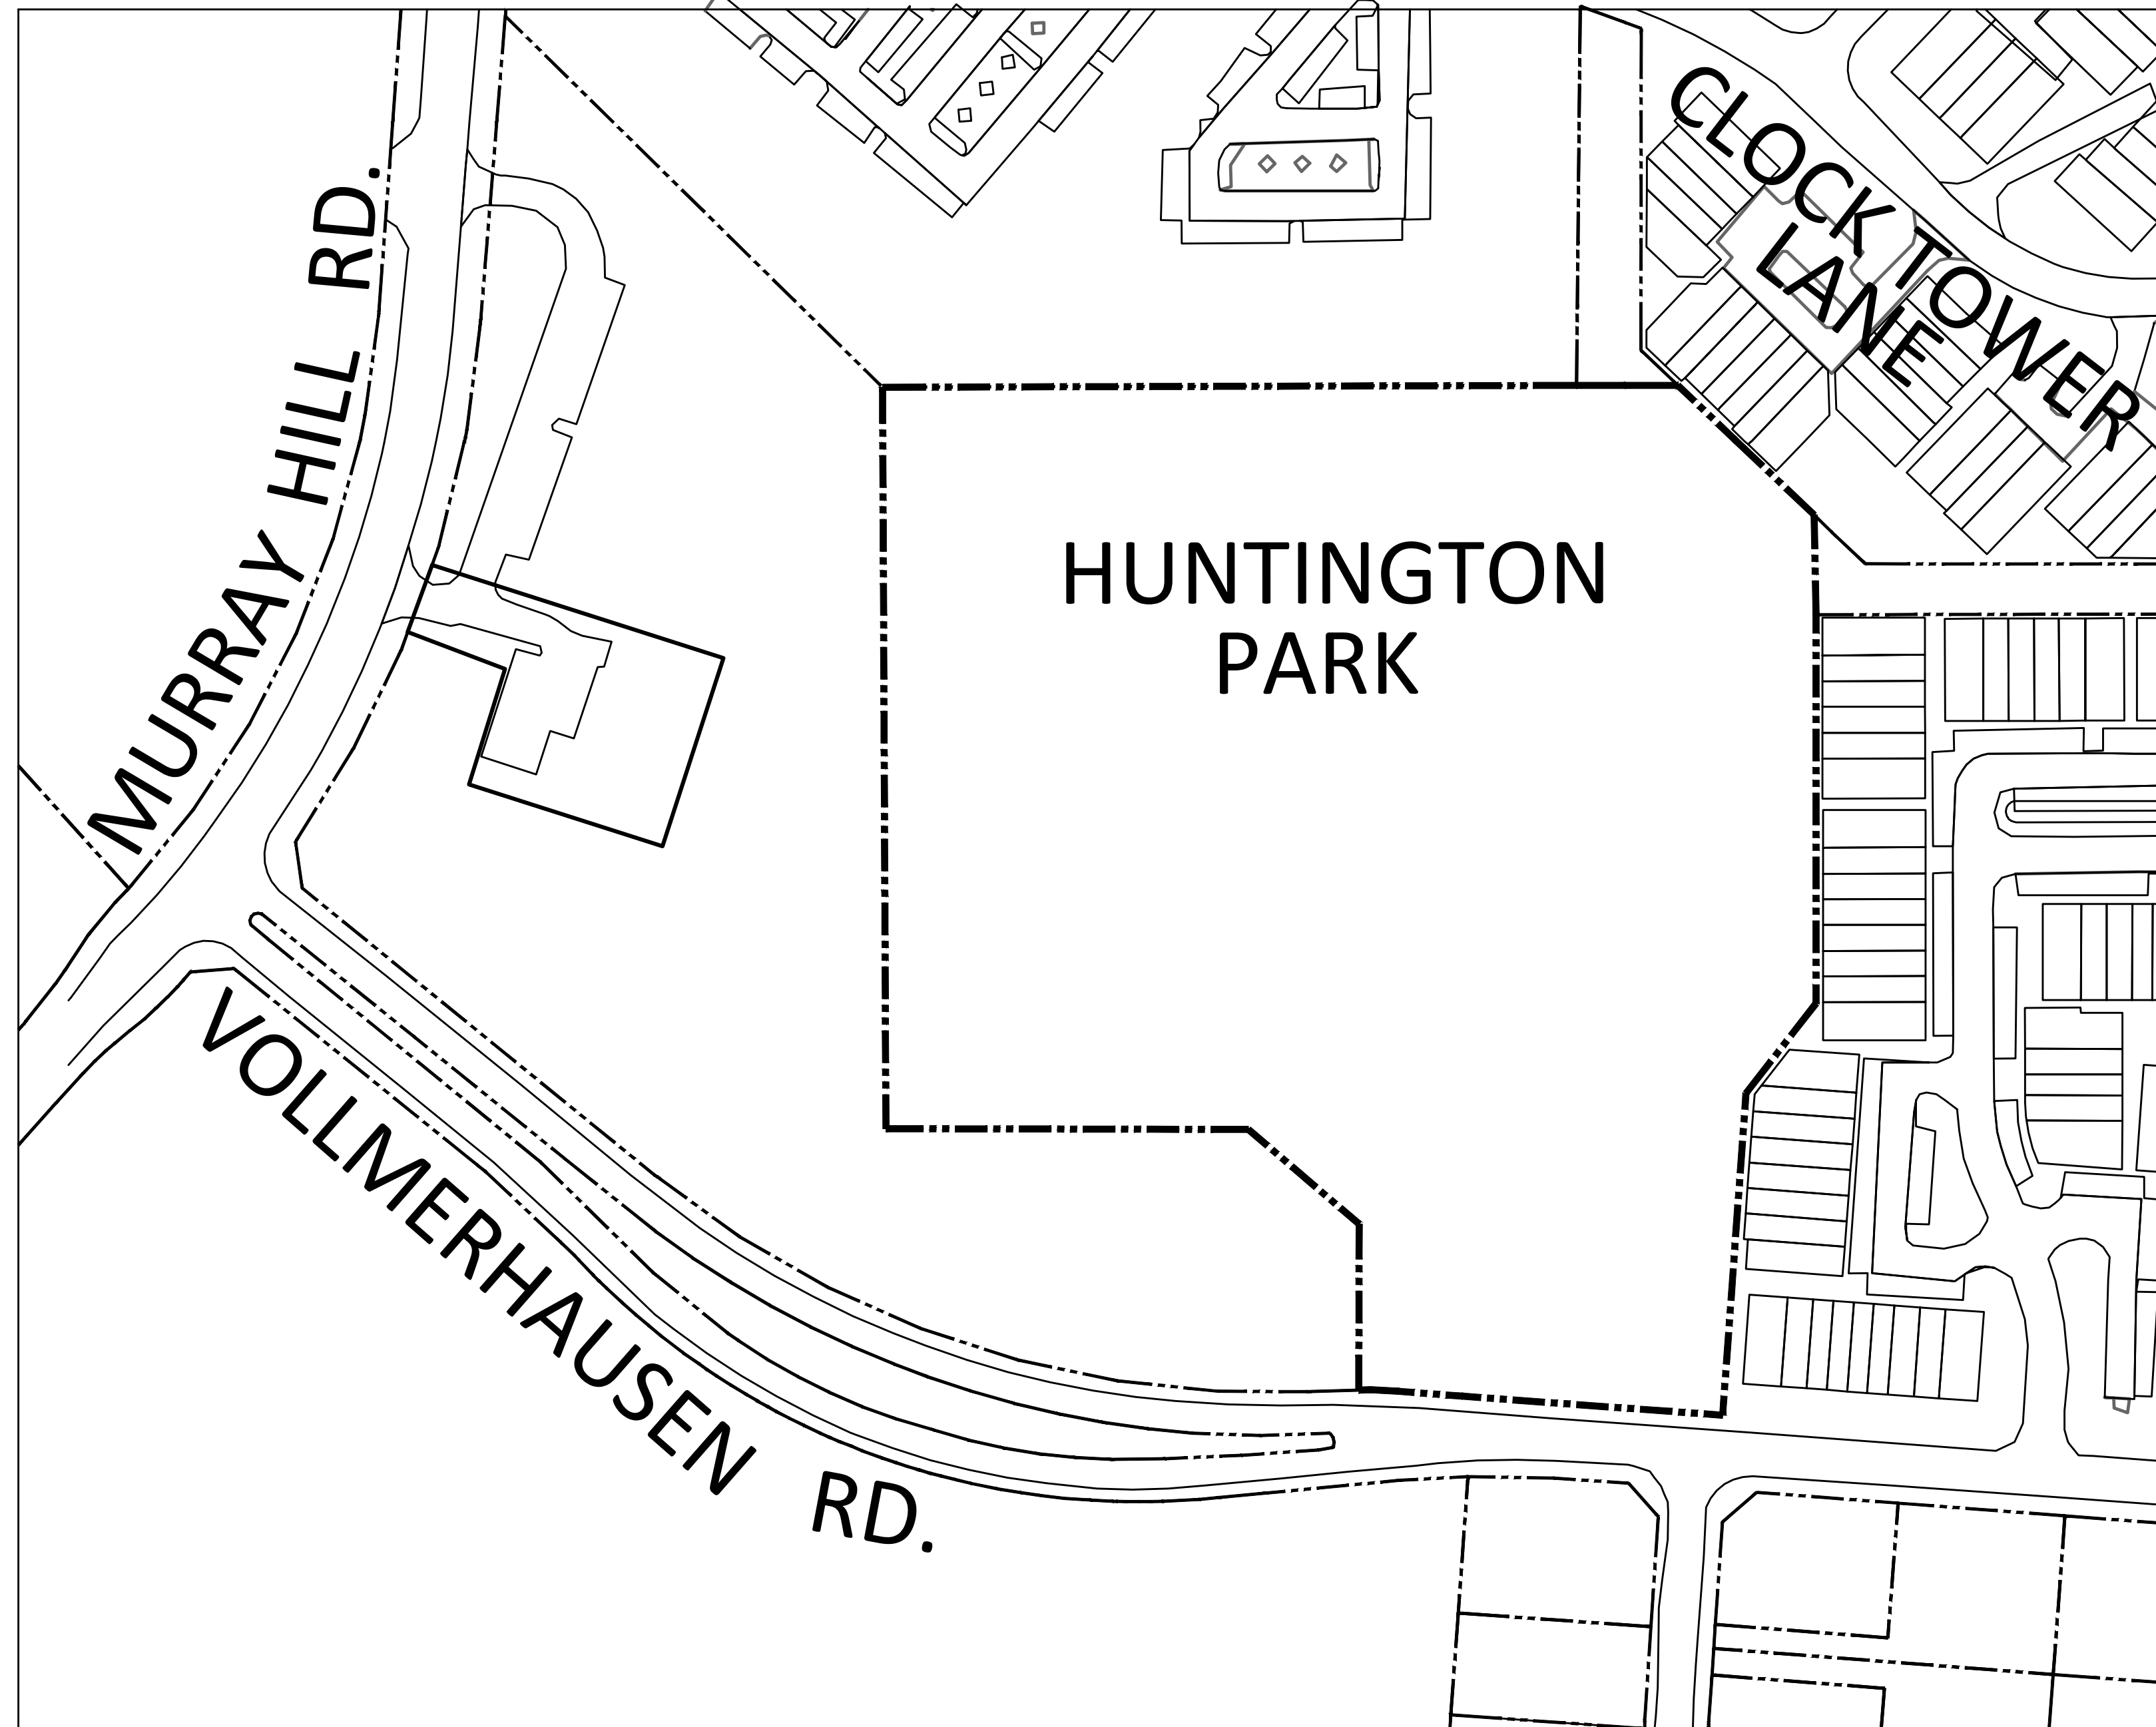 MURRAY HILL RD.
CLOCK TOWER
LANE
HUNTINGTON
PARK
VOLLMERHAUSEN RD.